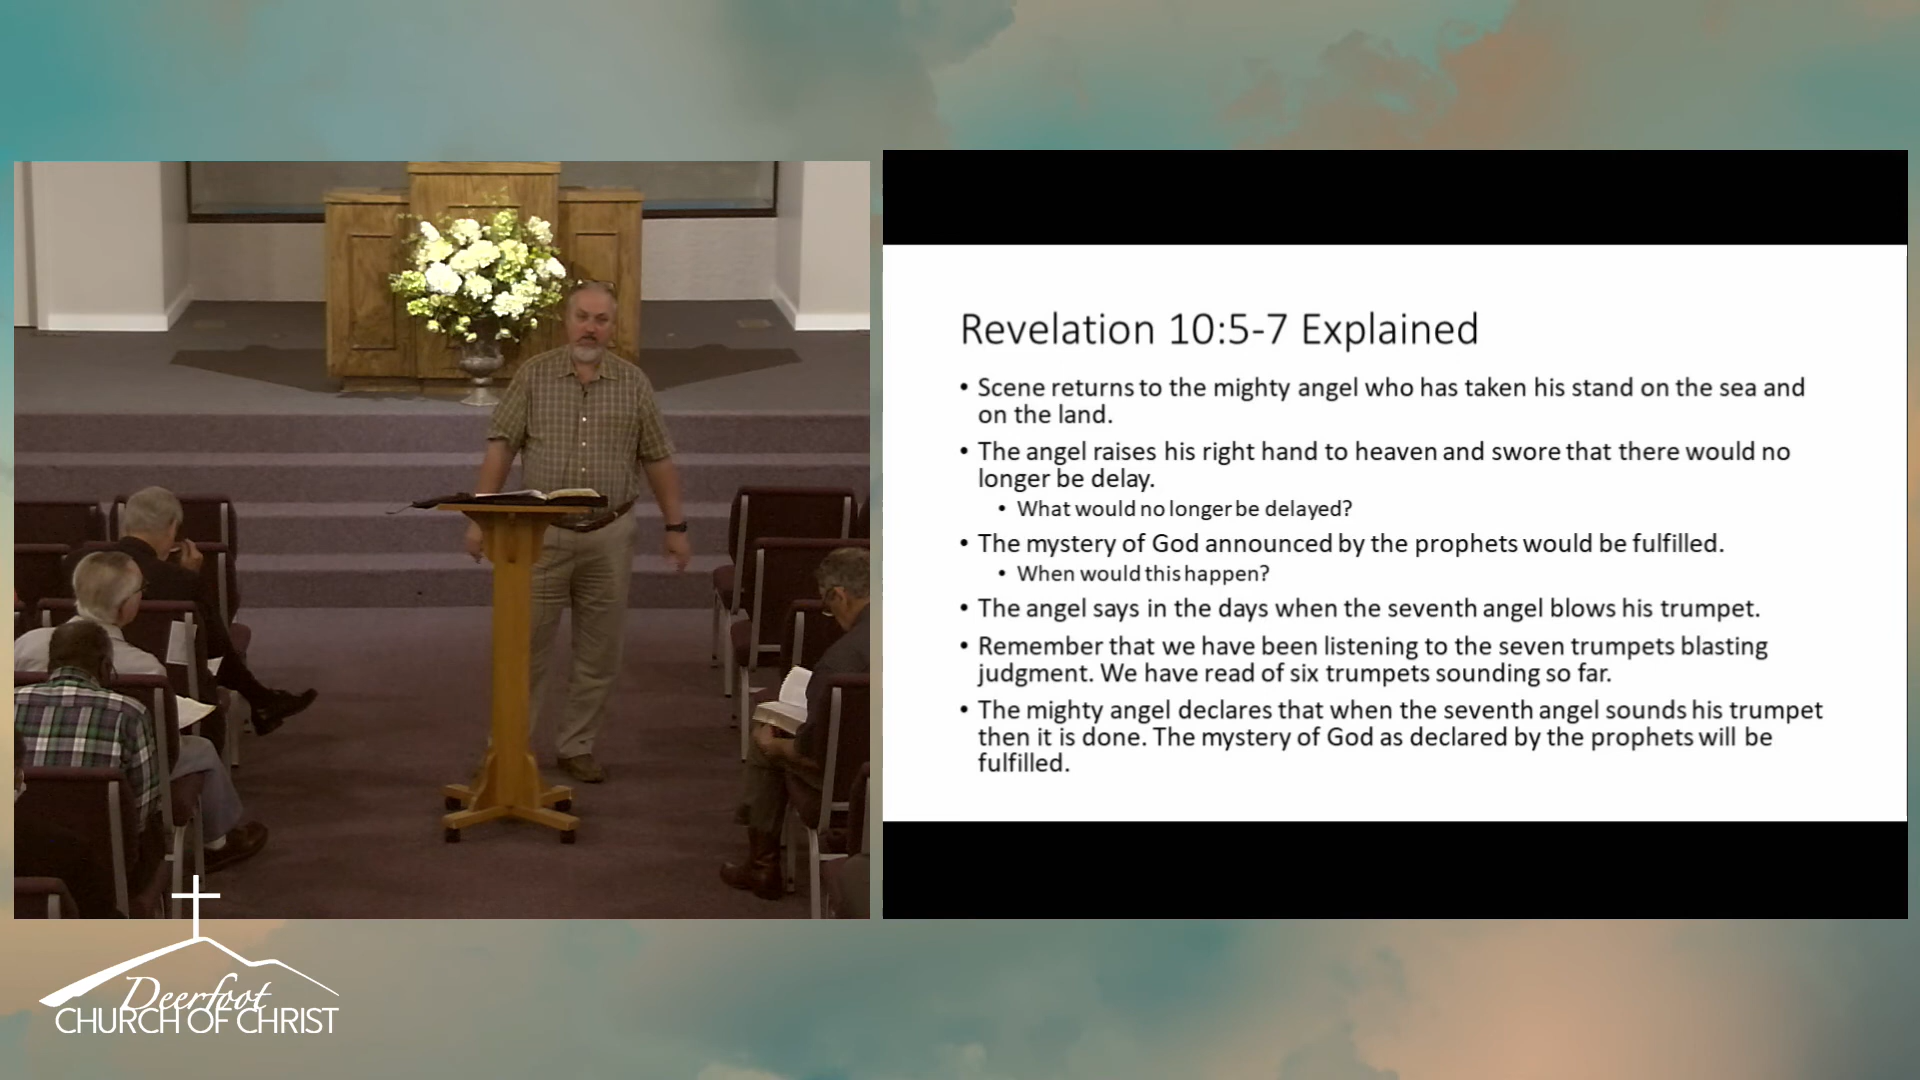 Revelation 10:5-7 Explained
• Scene returns to the mighty angel who has taken his stand on the sea and
on the land.
• The angel raises his right hand to heaven and swore that there would no
longer be delay.
• What would no longer be delayed?
• The mystery of God announced by the prophets would be fulfilled.
• When would this happen?
• The angel says in the days when the seventh angel blows his trumpet.
• Remember that we have been listening to the seven trumpets blasting
judgment. We have read of six trumpets sounding so far.
• The mighty angel declares that when the seventh angel sounds his trumpet
then it is done. The mystery of God as declared by the prophets will be
fulfilled.
Deerfoot
CHURCH OF CHRIST